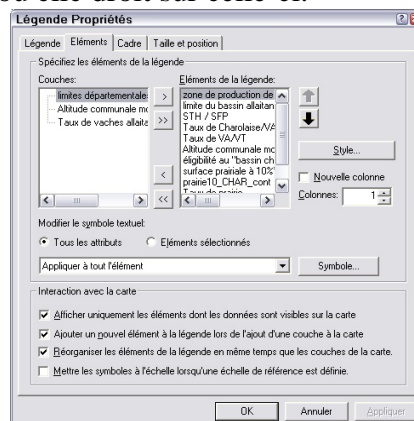 ou clic droit sur celle-ci.
Légende Propriétés
Légende Eléments Cadre Taille et position
Spécifiez les éléments de la légende
Couches:
limites départementale
Altitude communale mo
Taux de vaches allaita
Eléments de la légende:
zone de production de
limite du bassin allaitan
STH / SFP
Taux de Charolaise/VA
Taux de VA/VT
Altitude communale mo
éligibilité au "bassin ch
surface prairiale à 10%
prairie10_CHAR_cont
Taux de prairie
> >> < <<
Style...
Nouvelle colonne
Colonnes: 1
Modifier le symbole textuel:
Tous les attributs Eléments sélectionnés
Appliquer à tout l'élément Symbole...
Interaction avec la carte
Afficher uniquement les éléments dont les données sont visibles sur la carte
Ajouter un nouvel élément à la légende lors de l'ajout d'une couche à la carte
Réorganiser les éléments de la légende en même temps que les couches de la carte.
Mettre les symboles à l'échelle lorsqu'une échelle de référence est définie.
OK Annuler Appliquer